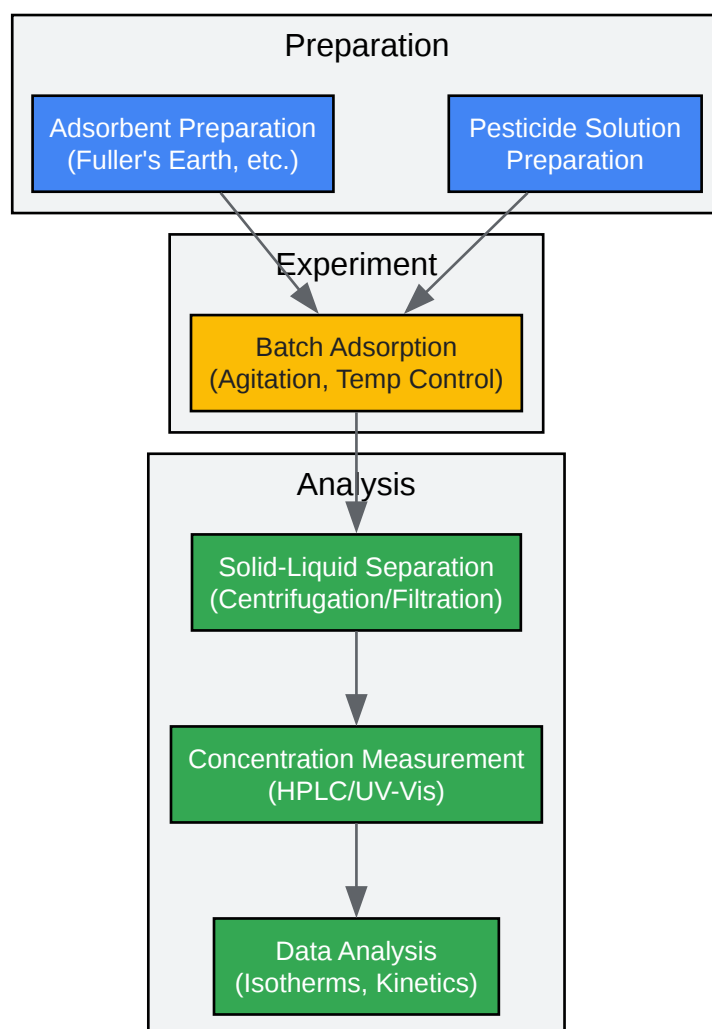 Preparation
Adsorbent Preparation
(Fuller's Earth, etc.)
Pesticide Solution
Preparation
Experiment
Batch Adsorption
(Agitation, Temp Control)
Analysis
Solid-Liquid Separation
(Centrifugation/Filtration)
Concentration Measurement
(HPLC/UV-Vis)
Data Analysis
(Isotherms, Kinetics)